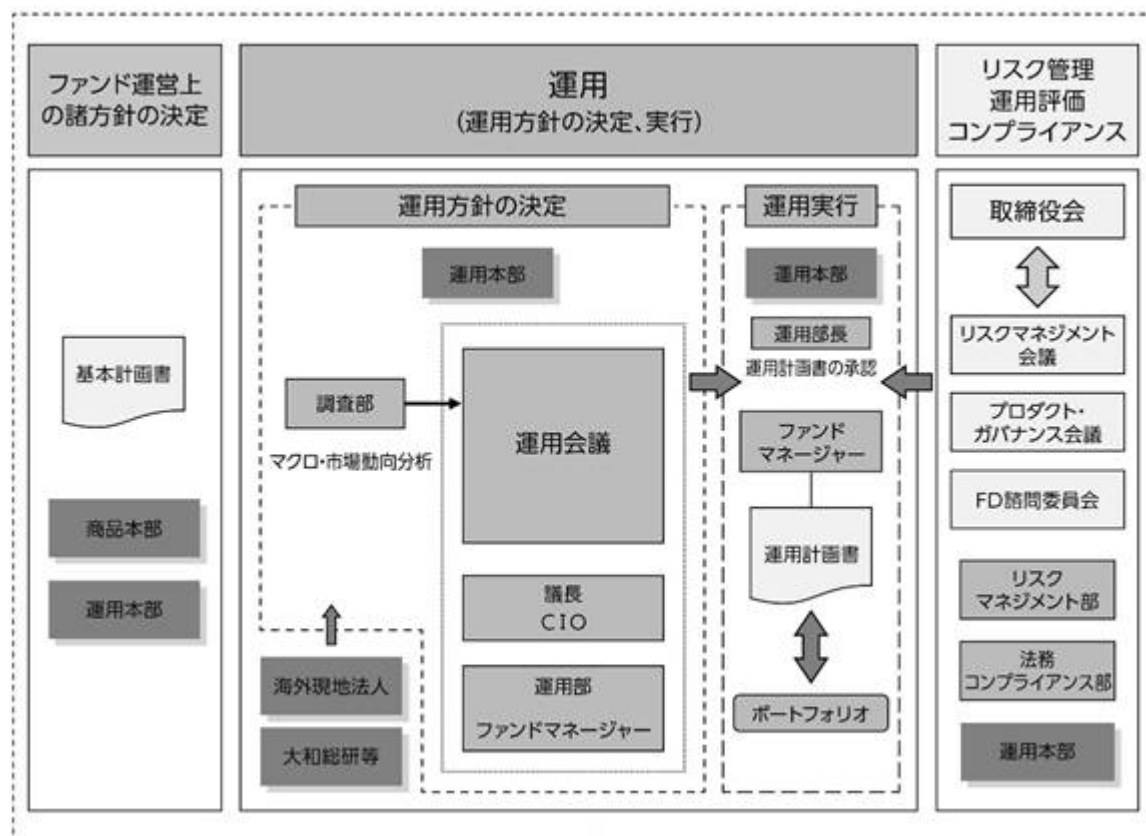 ファンド運営上
の諸方針の決定
運用
(運用方針の決定、実行)
リスク管理
運用評価
コンプライアンス
基本計画書
商品本部
運用本部
運用方針の決定
運用本部
調査部
マクロ・市場動向分析
運用会議
議長
CIO
運用部
ファンドマネージャー
海外現地法人
大和総研等
運用実行
運用本部
運用部長
運用計画書の承認
ファンド
マネージャー
運用計画書
ポートフォリオ
取締役会
リスクマネジメント
会議
プロダクト・
ガバナンス会議
FD諮問委員会
リスク
マネジメント部
法務
コンプライアンス部
運用本部